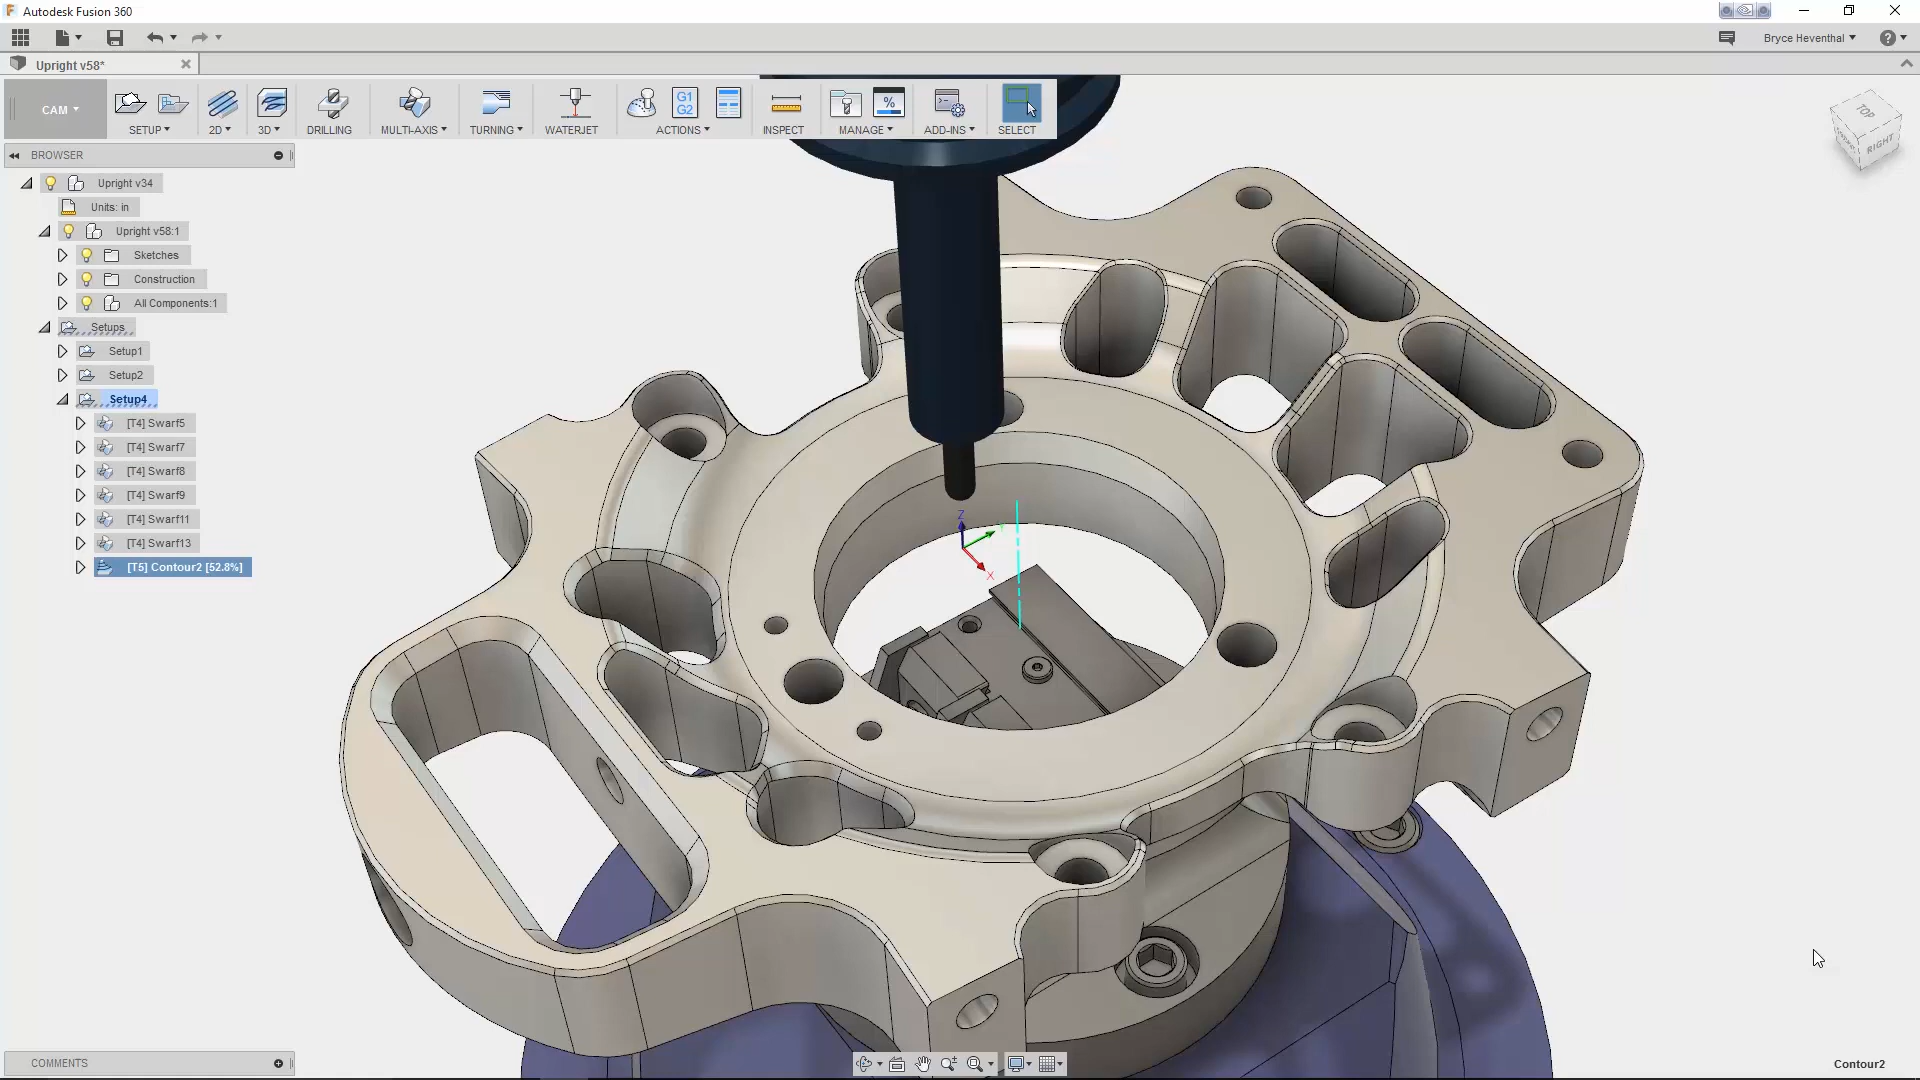 Autodesk Fusion 360
Bryce Heventhal
Upright v58*
CAM
SETUP
2D
3D
DRILLING
MULTI-AXIS
TURNING
WATERJET
G1
G2
ACTIONS
INSPECT
%
MANAGE
ADD-INS
SELECT
TOP
RIGHT
BROWSER
Upright v34
Units: in
Upright v58:1
Sketches
Construction
All Components:1
Setups
Setup1
Setup2
Setup4
[T4] Swarf5
[T4] Swarf7
[T4] Swarf8
[T4] Swarf9
[T4] Swarf11
[T4] Swarf13
[T5] Contour2 [52.8%]
Z
Y
X
COMMENTS
Contour2